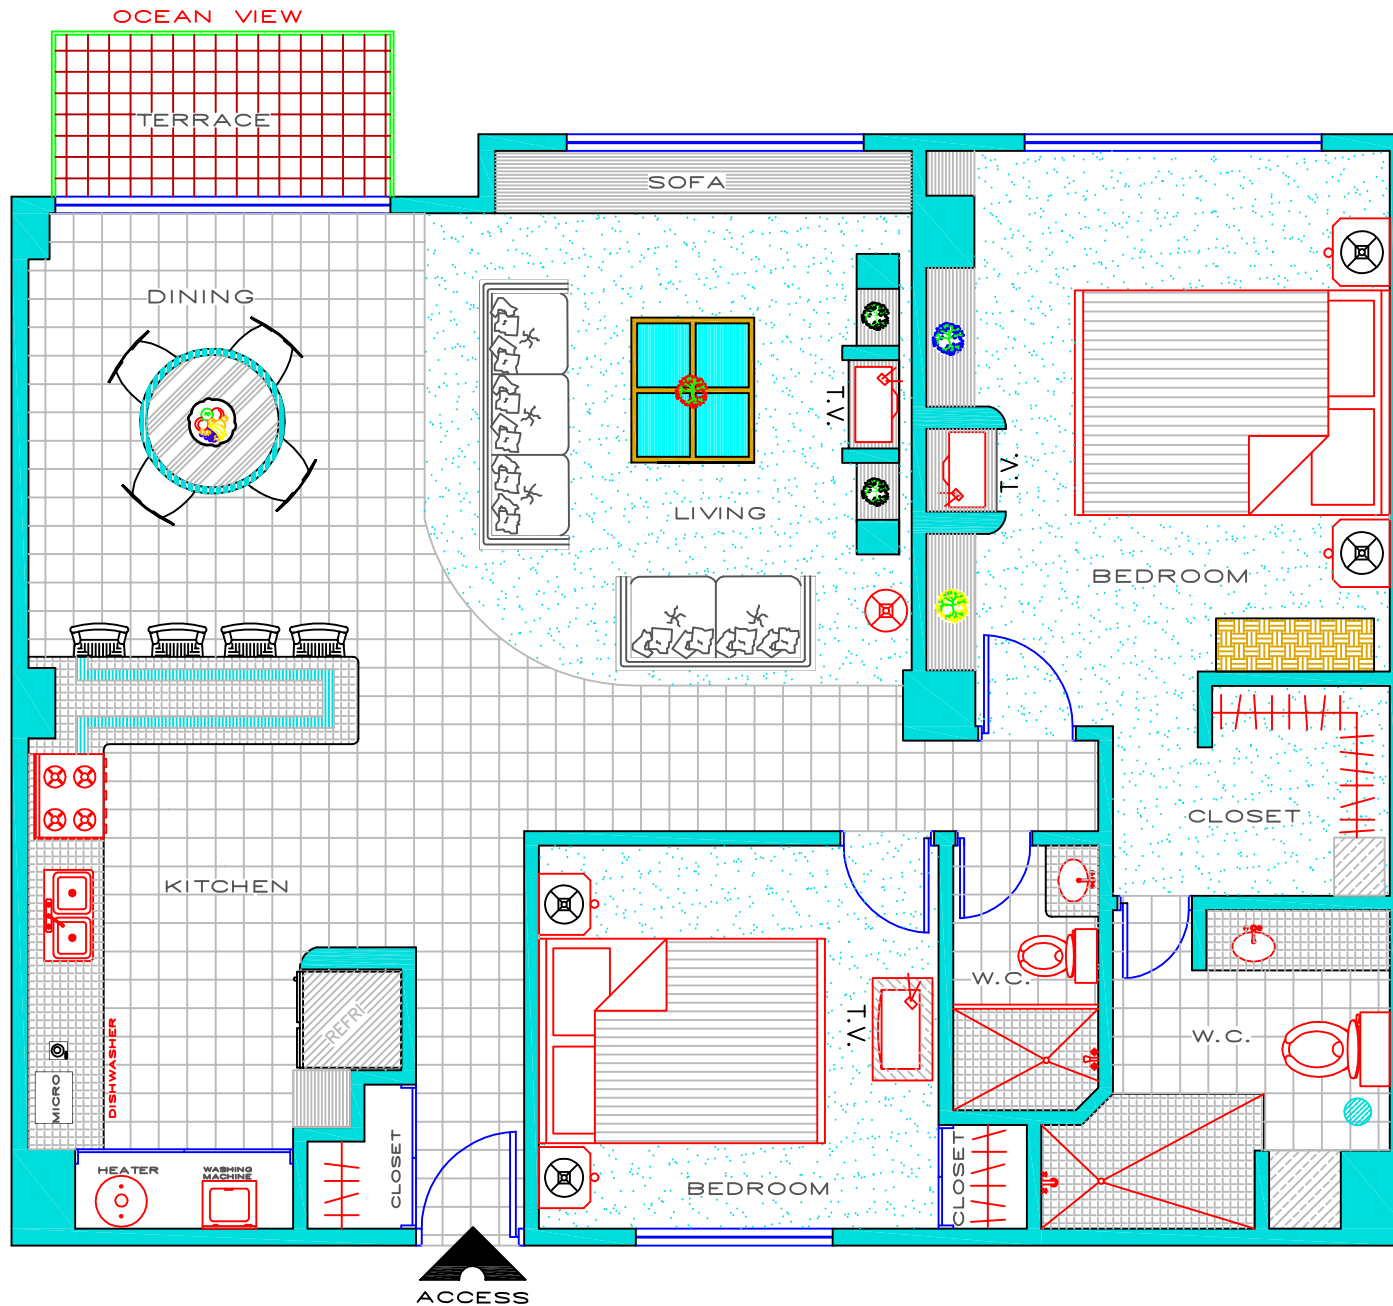 OCEAN VIEW
TERRACE
SOFA
DINING
T.V.
LIVING
T.V.
BEDROOM
CLOSET
KITCHEN
W.C.
REFRI
T.V.
W.C.
DISHWASHER
MICRO
HEATER
WASHING
MACHINE
CLOSET
BEDROOM
CLOSET
ACCESS